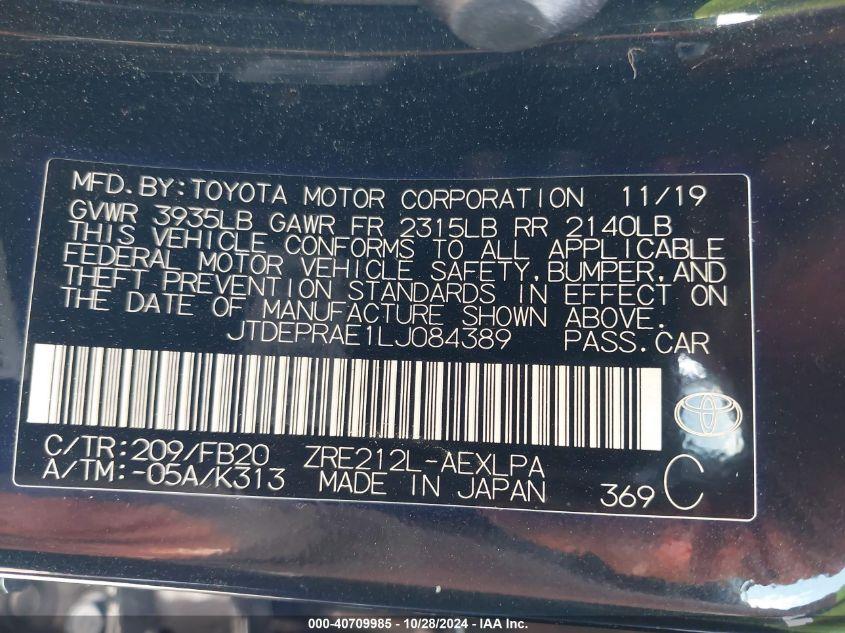 MFD.BY:TOYOTA MOTOR CORPORATION 11/19
GVWR 3935LB GAWR FR 2315LB RR 2140LB
THIS VEHICLE CONFORMS TO ALL APPLICABLE
FEDERAL MOTOR VEHICLE SAFETY,BUMPER,AND
THEFT PREVENTION STANDARDS IN EFFECT ON
THE DATE OF MANUFACTURE SHOWN ABOVE.
JTDEPRAE1LJ084389 PASS.CAR
C/TR:209/FB20 ZRE212L-AEXLPA
A/TM:-05A/K313 MADE IN JAPAN 369 C
000-40709985 - 10/28/2024 - IAA Inc.